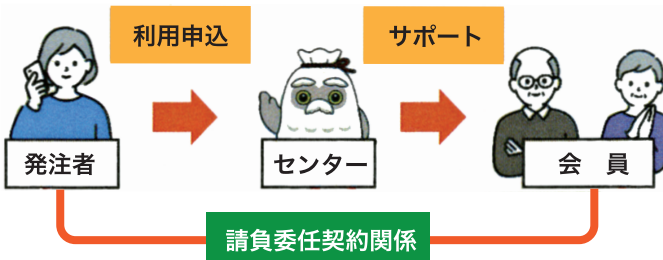 利用申込
サポート
発注者
センター
会 員
請負委任契約関係